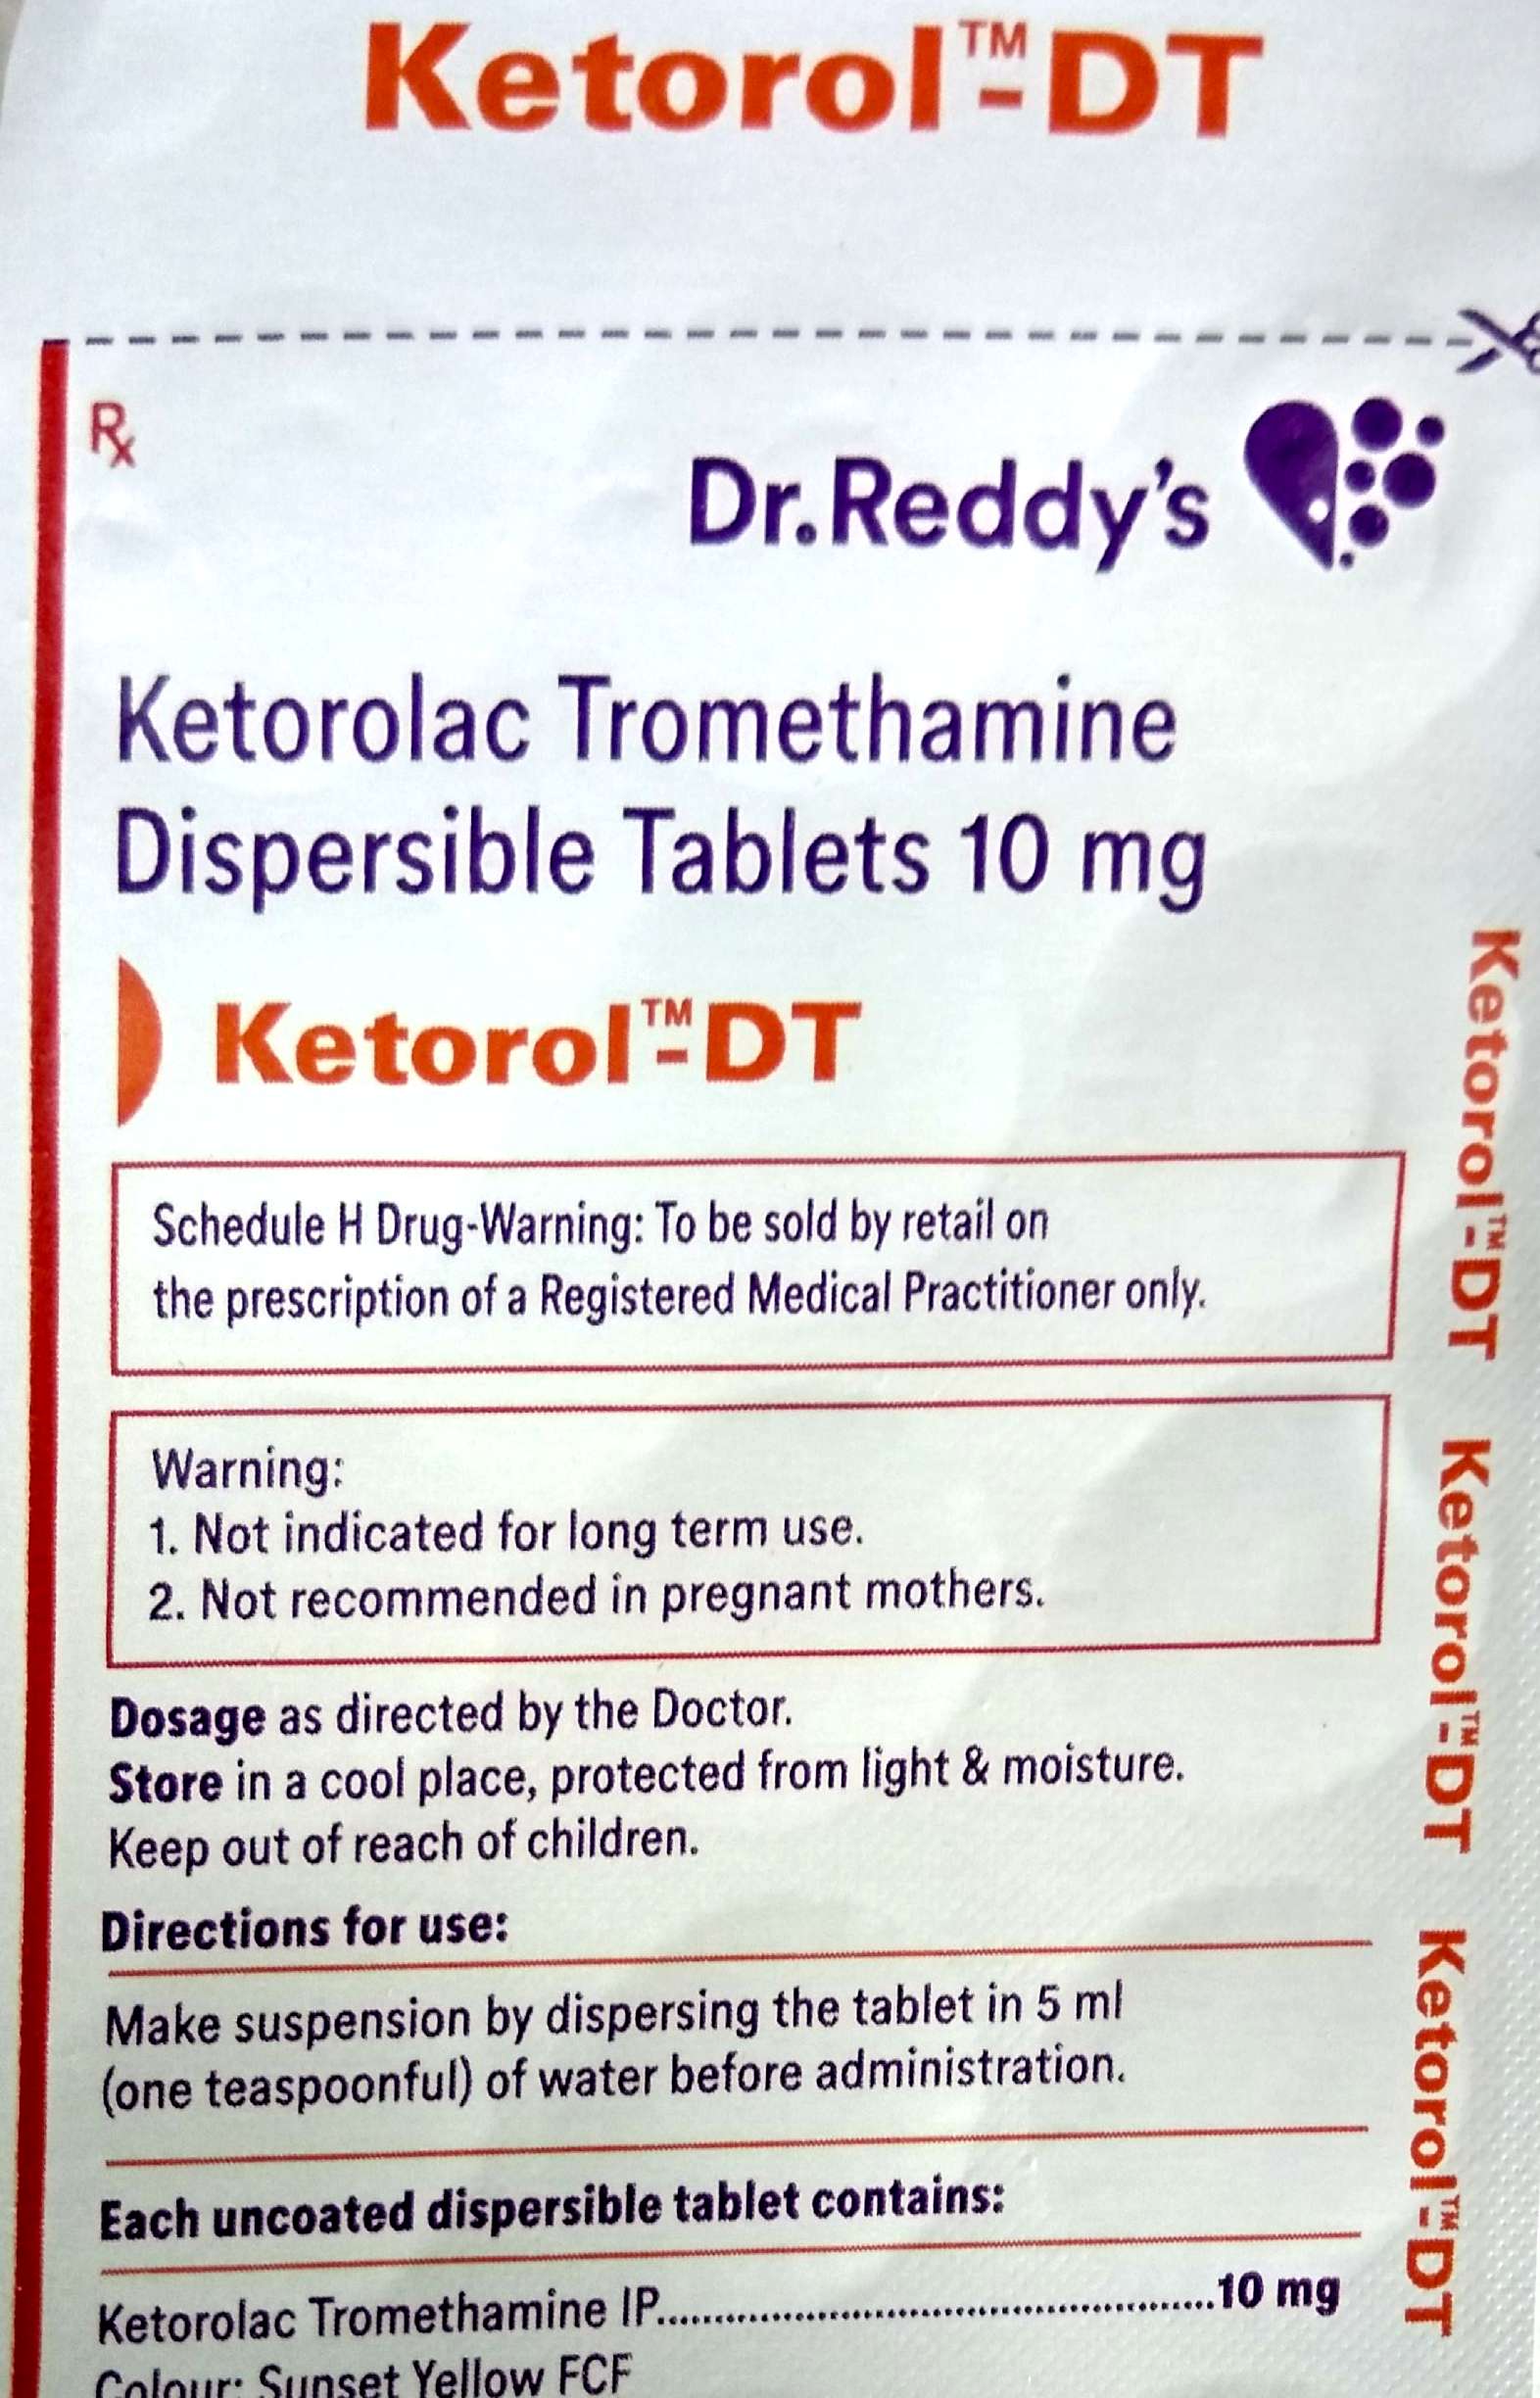 Ketorol™-DT
Rx
Dr.Reddy's
Ketorolac Tromethamine
Dispersible Tablets 10 mg
Ketorol™-DT
Schedule H Drug-Warning: To be sold by retail on
the prescription of a Registered Medical Practitioner only.
Warning:
1. Not indicated for long term use.
2. Not recommended in pregnant mothers.
Dosage as directed by the Doctor.
Store in a cool place, protected from light & moisture.
Keep out of reach of children.
Directions for use:
Make suspension by dispersing the tablet in 5 ml
(one teaspoonful) of water before administration.
Each uncoated dispersible tablet contains:
Ketorolac Tromethamine IP............................................10 mg
Colour: Sunset Yellow FCF
Ketorol™-DT
Ketorol™-DT
Ketorol™-DT